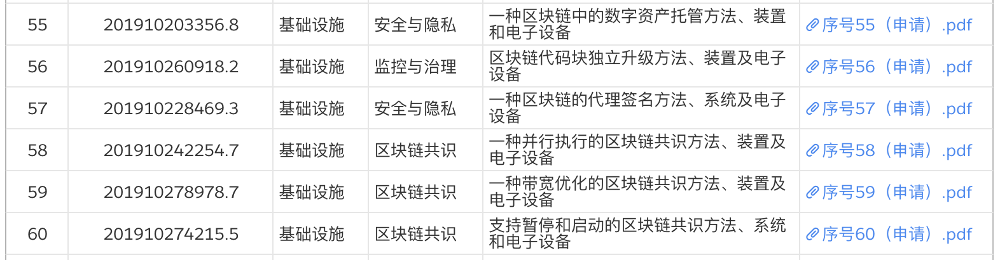 55 201910203356.8 基础设施 安全与隐私 一种区块链中的数字资产托管方法、装置
和电子设备 序号55（申请）.pdf
56 201910260918.2 基础设施 监控与治理 区块链代码块独立升级方法、装置及电子
设备 序号56（申请）.pdf
57 201910228469.3 基础设施 安全与隐私 一种区块链的代理签名方法、系统及电子
设备 序号57（申请）.pdf
58 201910242254.7 基础设施 区块链共识 一种并行执行的区块链共识方法、装置及
电子设备 序号58（申请）.pdf
59 201910278978.7 基础设施 区块链共识 一种带宽优化的区块链共识方法、装置及
电子设备 序号59（申请）.pdf
60 201910274215.5 基础设施 区块链共识 支持暂停和启动的区块链共识方法、系统
和电子设备 序号60（申请）.pdf